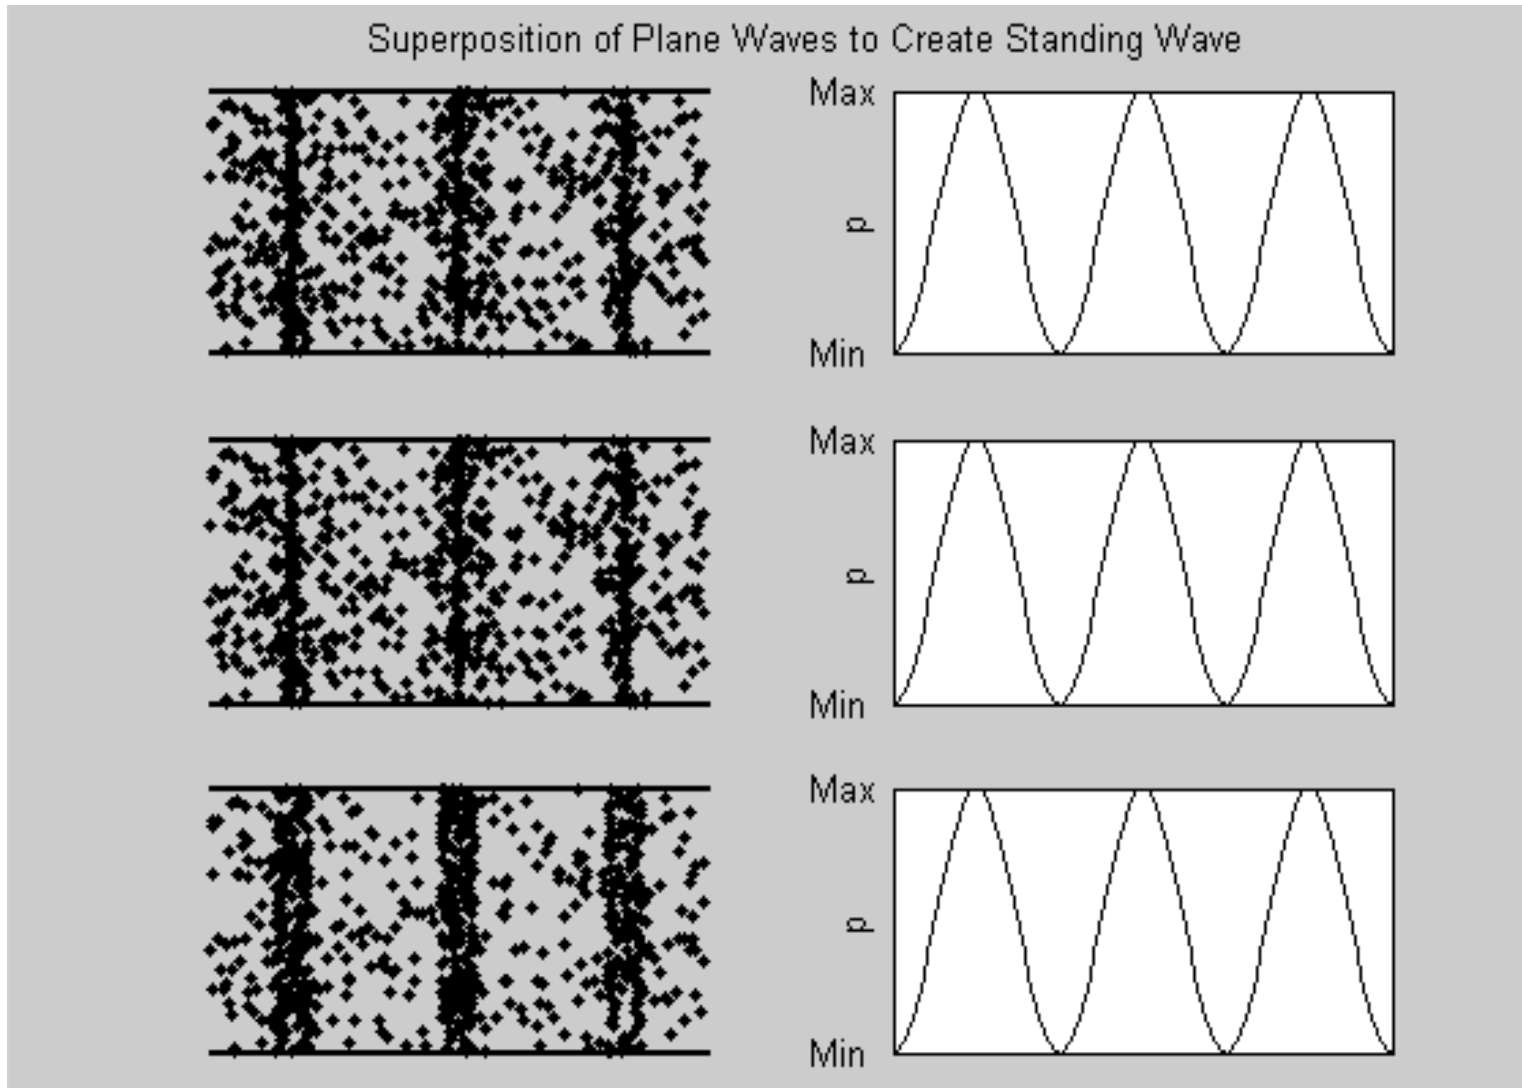 Superposition of Plane Waves to Create Standing Wave
Max
p
Min
Max
p
Min
Max
p
Min